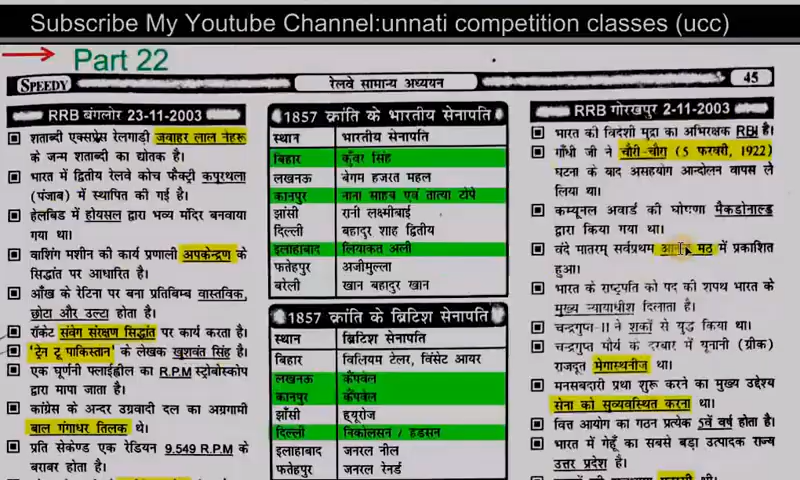 Subscribe My Youtube Channel:unnati competition classes (ucc)
Part 22
SPEEDY
रेलवे सामान्य अध्ययन
45
RRB बंगलोर 23-11-2003
शताब्दी एक्सप्रेस रेलगाड़ी जवाहर लाल नेहरू
के जन्म शताब्दी का द्योतक है।
भारत में द्वितीय रेलवे कोच फैक्ट्री कपूरथला
(पंजाब) में स्थापित की गई है।
हेलबिड में होयसल द्वारा भव्य मंदिर बनवाया
गया था।
वाशिंग मशीन की कार्य प्रणाली अपकेन्द्रण के
सिद्धांत पर आधारित है।
आँख के रेटिना पर बना प्रतिबिम्ब वास्तविक,
छोटा और उल्टा होता है।
रॉकेट संवेग संरक्षण सिद्धांत पर कार्य करता है।
'ट्रेन टू पाकिस्तान' के लेखक खुशवंत सिंह है।
एक घूर्णनी फ्लाईह्वील का R.P.M स्ट्रोबोस्कोप
द्वारा मापा जाता है।
कांग्रेस के अन्दर उग्रवादी दल का अग्रगामी
बाल गंगाधर तिलक थे।
प्रति सेकेण्ड एक रेडियन 9.549 R.P.M के
बराबर होता है।
1857 क्रांति के भारतीय सेनापति
स्थान भारतीय सेनापति
बिहार कुँवर सिंह
लखनऊ बेगम हजरत महल
कानपुर नाना साहब एवं तात्या टोपे
झांसी रानी लक्ष्मीबाई
दिल्ली बहादुर शाह द्वितीय
इलाहाबाद लियाकत अली
फतेहपुर अजीमुल्ला
बरेली खान बहादुर खान
1857 क्रांति के ब्रिटिश सेनापति
स्थान ब्रिटिश सेनापति
बिहार विलियम टेलर, विंसेट आयर
लखनऊ कैंपबेल
कानपुर कैंपबेल
झाँसी ह्यूरोज
दिल्ली निकोलसन / हडसन
इलाहाबाद जनरल नील
फतेहपुर जनरल रेनर्ड
RRB गोरखपुर 2-11-2003
भारत की विदेशी मुद्रा का अभिरक्षक RBI है।
गाँधी जी ने चौरी-चौरा (5 फरवरी, 1922)
घटना के बाद असहयोग आन्दोलन वापस ले
लिया था।
कम्यूनल अवार्ड की घोषणा मैकडोनाल्ड
द्वारा किया गया था।
वंदे मातरम् सर्वप्रथम मठ में प्रकाशित
हुआ।
भारत के राष्ट्रपति को पद की शपथ भारत के
मुख्य न्यायाधीश दिलाता है।
चन्द्रगुप्त-II ने शकों से युद्ध किया था।
चन्द्रगुप्त मौर्य के दरबार में यूनानी (ग्रीक)
राजदूत मेगास्थनीज था।
मनसबदारी प्रथा शुरू करने का मुख्य उद्देश्य
सेना को सुव्यवस्थित करना था।
वित्त आयोग का गठन प्रत्येक 5वें वर्ष होता है।
भारत में गेहूँ का सबसे बड़ा उत्पादक राज्य
उत्तर प्रदेश है।